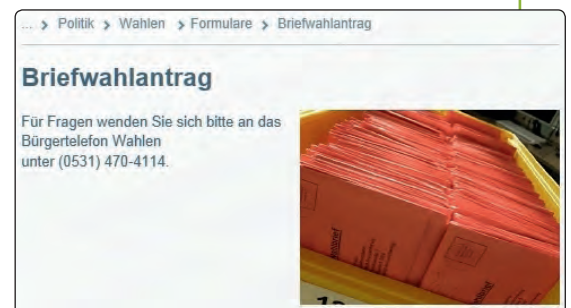 ... > Politik > Wahlen > Formulare > Briefwahlantrag
Briefwahlantrag
Für Fragen wenden Sie sich bitte an das
Bürgertelefon Wahlen
unter (0531) 470-4114.